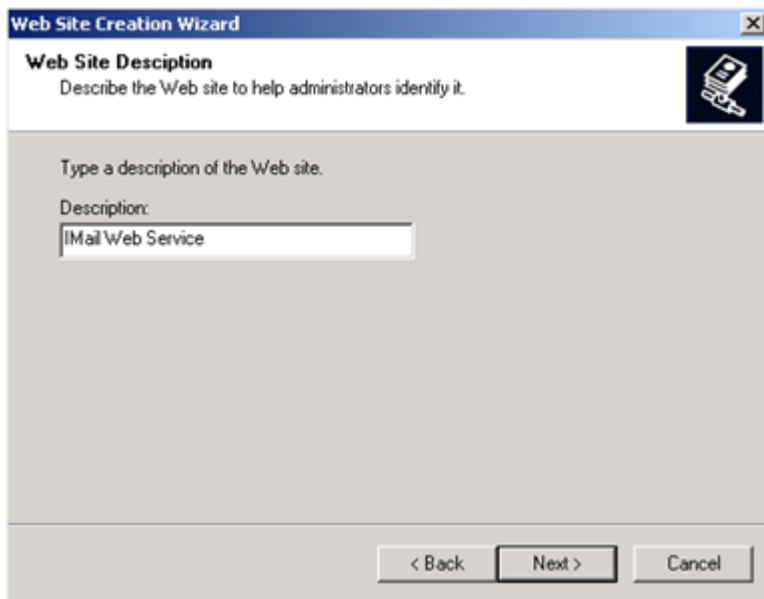 Web Site Creation Wizard
Web Site Desciption
Describe the Web site to help administrators identify it.
Type a description of the Web site.
Description:
IMail Web Service
< Back
Next >
Cancel